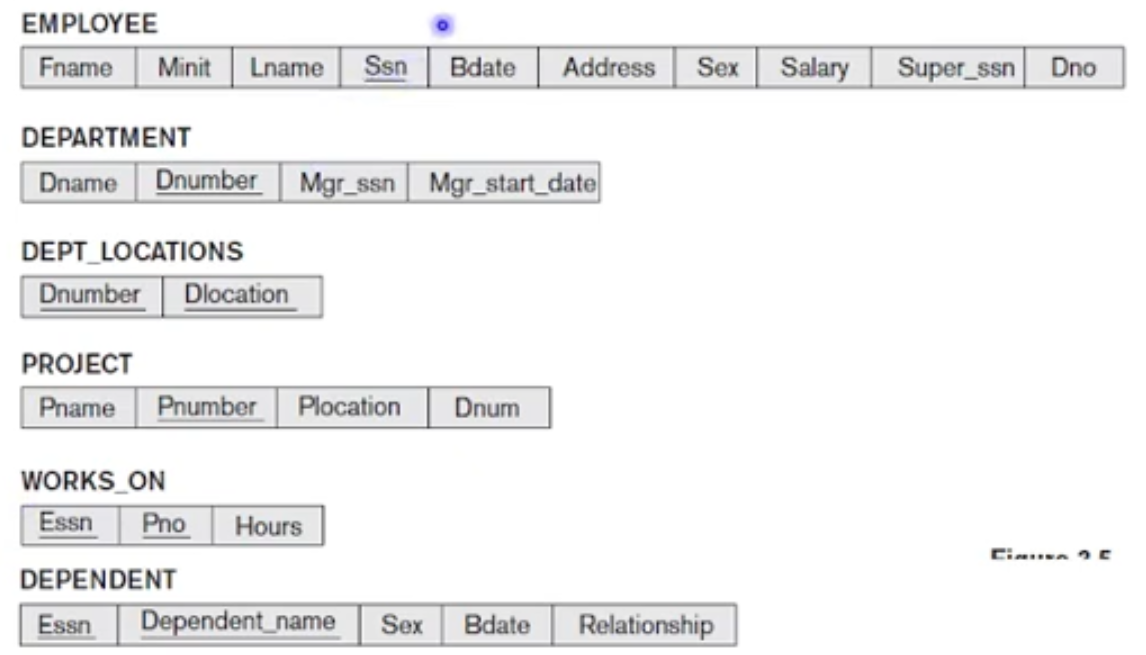 EMPLOYEE
Fname Minit Lname Ssn Bdate Address Sex Salary Super_ssn Dno
DEPARTMENT
Dname Dnumber Mgr_ssn Mgr_start_date
DEPT_LOCATIONS
Dnumber Dlocation
PROJECT
Pname Pnumber Plocation Dnum
WORKS_ON
Essn Pno Hours
DEPENDENT
Essn Dependent_name Sex Bdate Relationship